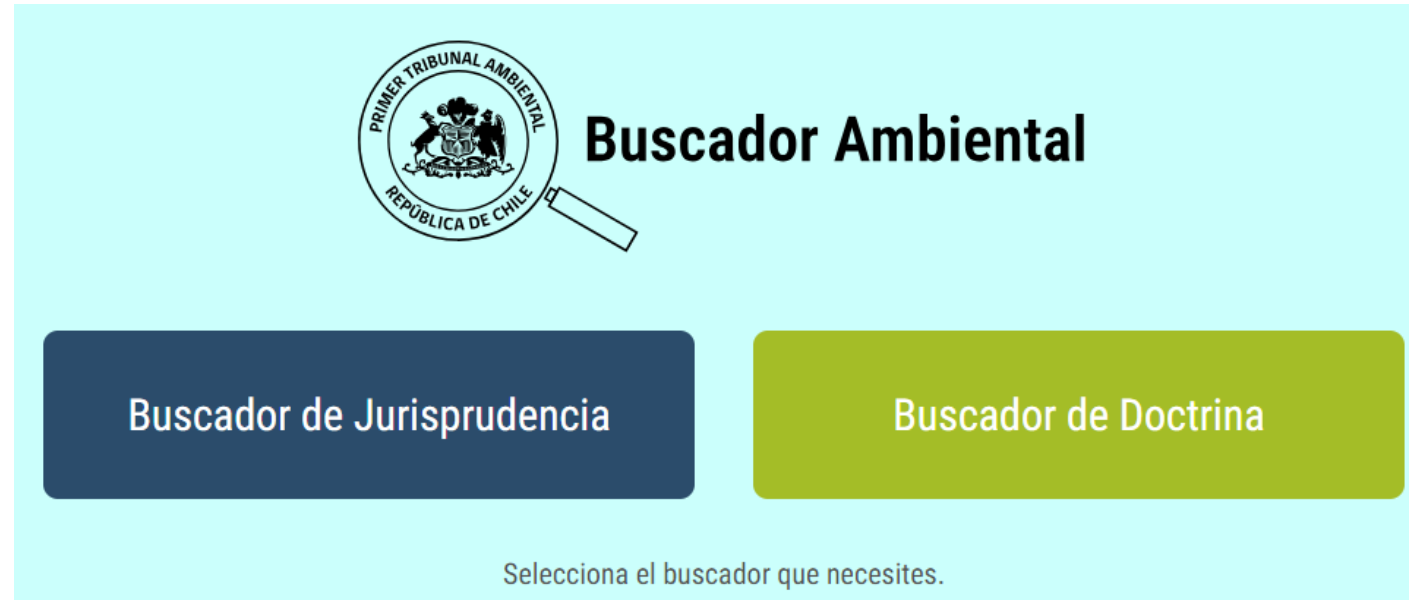 PRIMER TRIBUNAL AMBIENTAL
REPÚBLICA DE CHILE
Buscador Ambiental
Buscador de Jurisprudencia
Buscador de Doctrina
Selecciona el buscador que necesites.